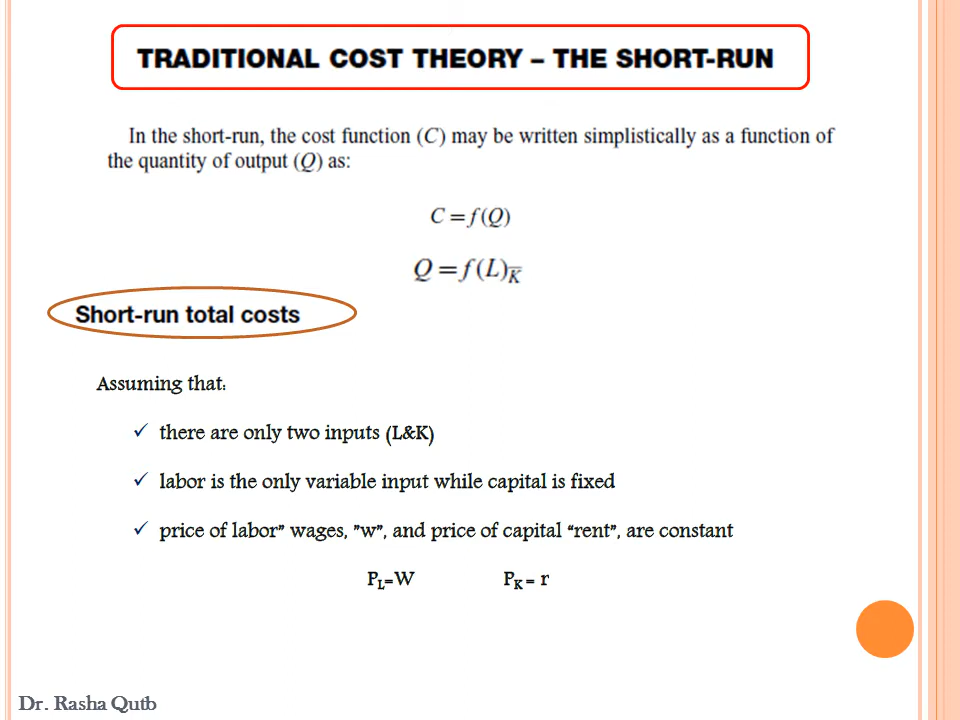 TRADITIONAL COST THEORY – THE SHORT-RUN
In the short-run, the cost function (C) may be written simplistically as a function of
the quantity of output (Q) as:
C = f(Q)
Q = f(L)K̅
Short-run total costs
Assuming that:
✓ there are only two inputs (L&K)
✓ labor is the only variable input while capital is fixed
✓ price of labor” wages, ”w”, and price of capital “rent”, are constant
PL=W PK = r
Dr. Rasha Qutb